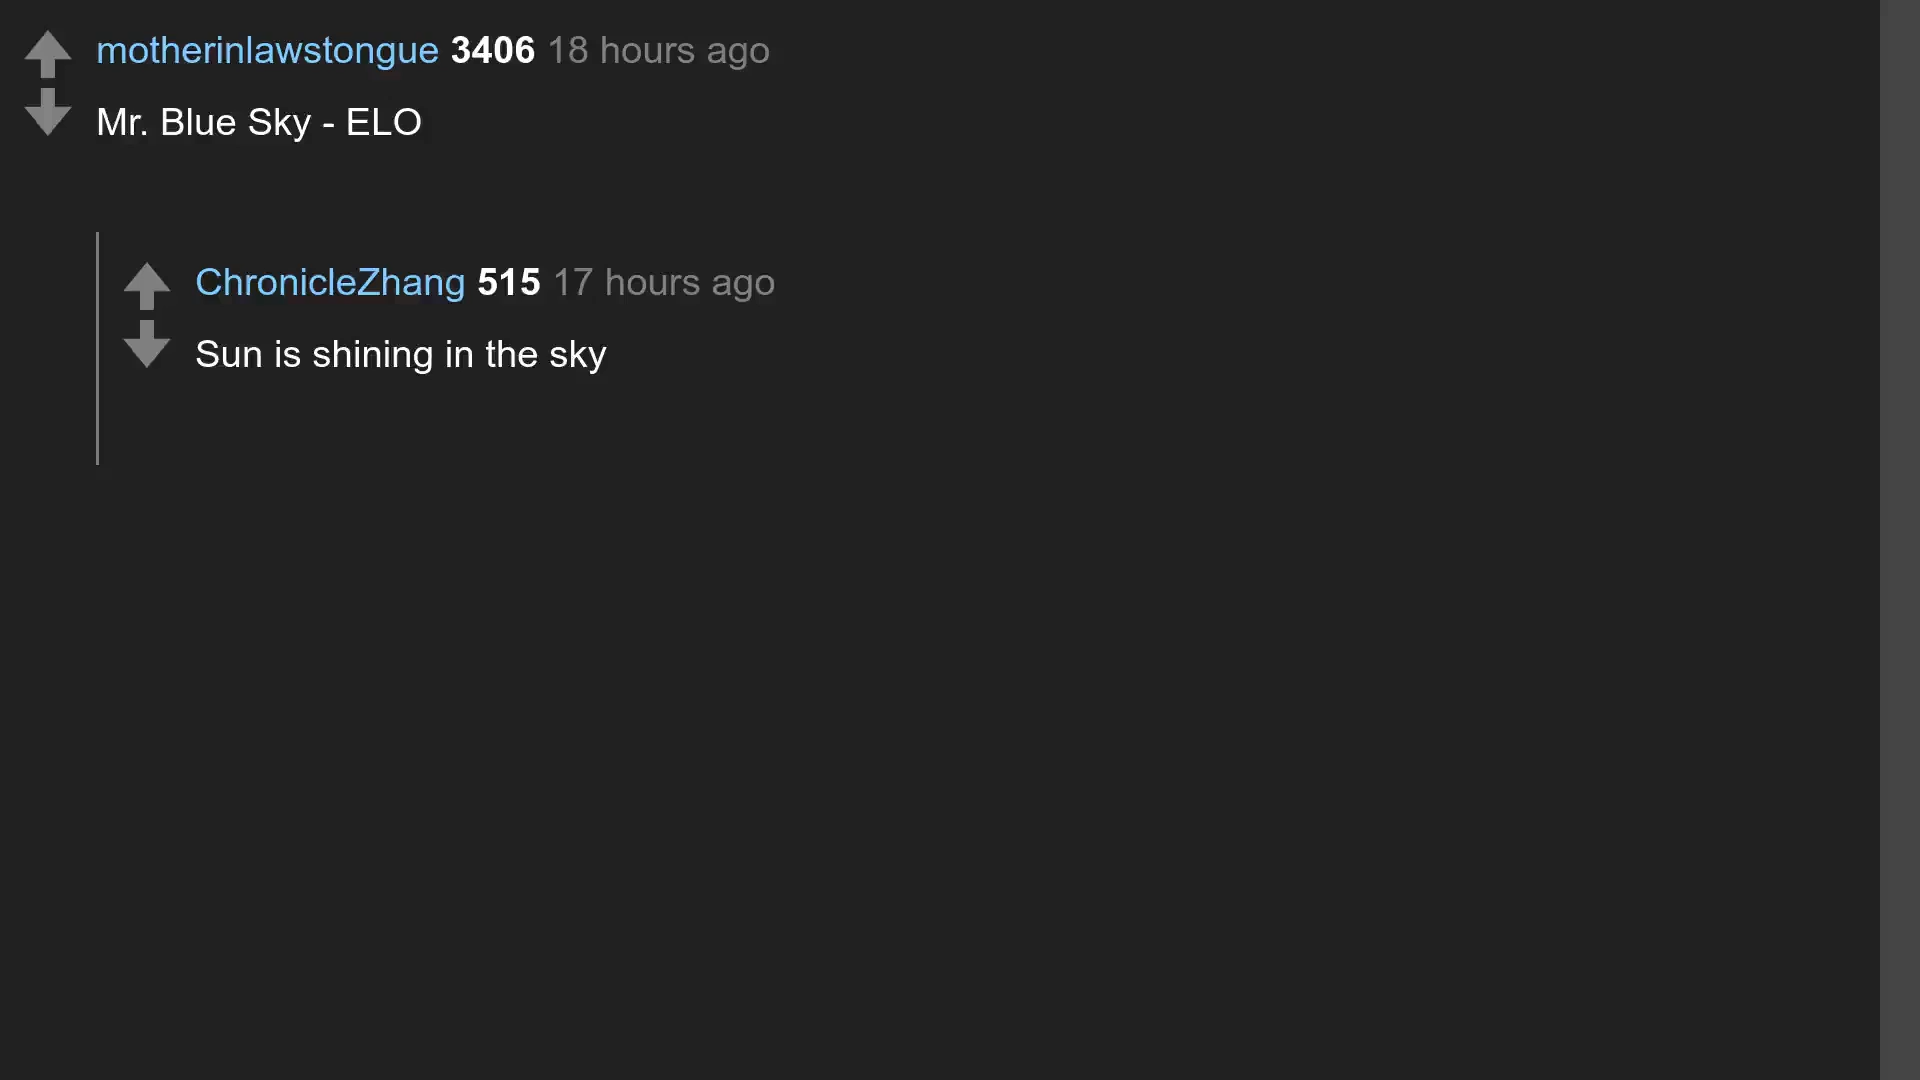 motherinlawstongue 3406 18 hours ago
Mr. Blue Sky - ELO
ChronicleZhang 515 17 hours ago
Sun is shining in the sky